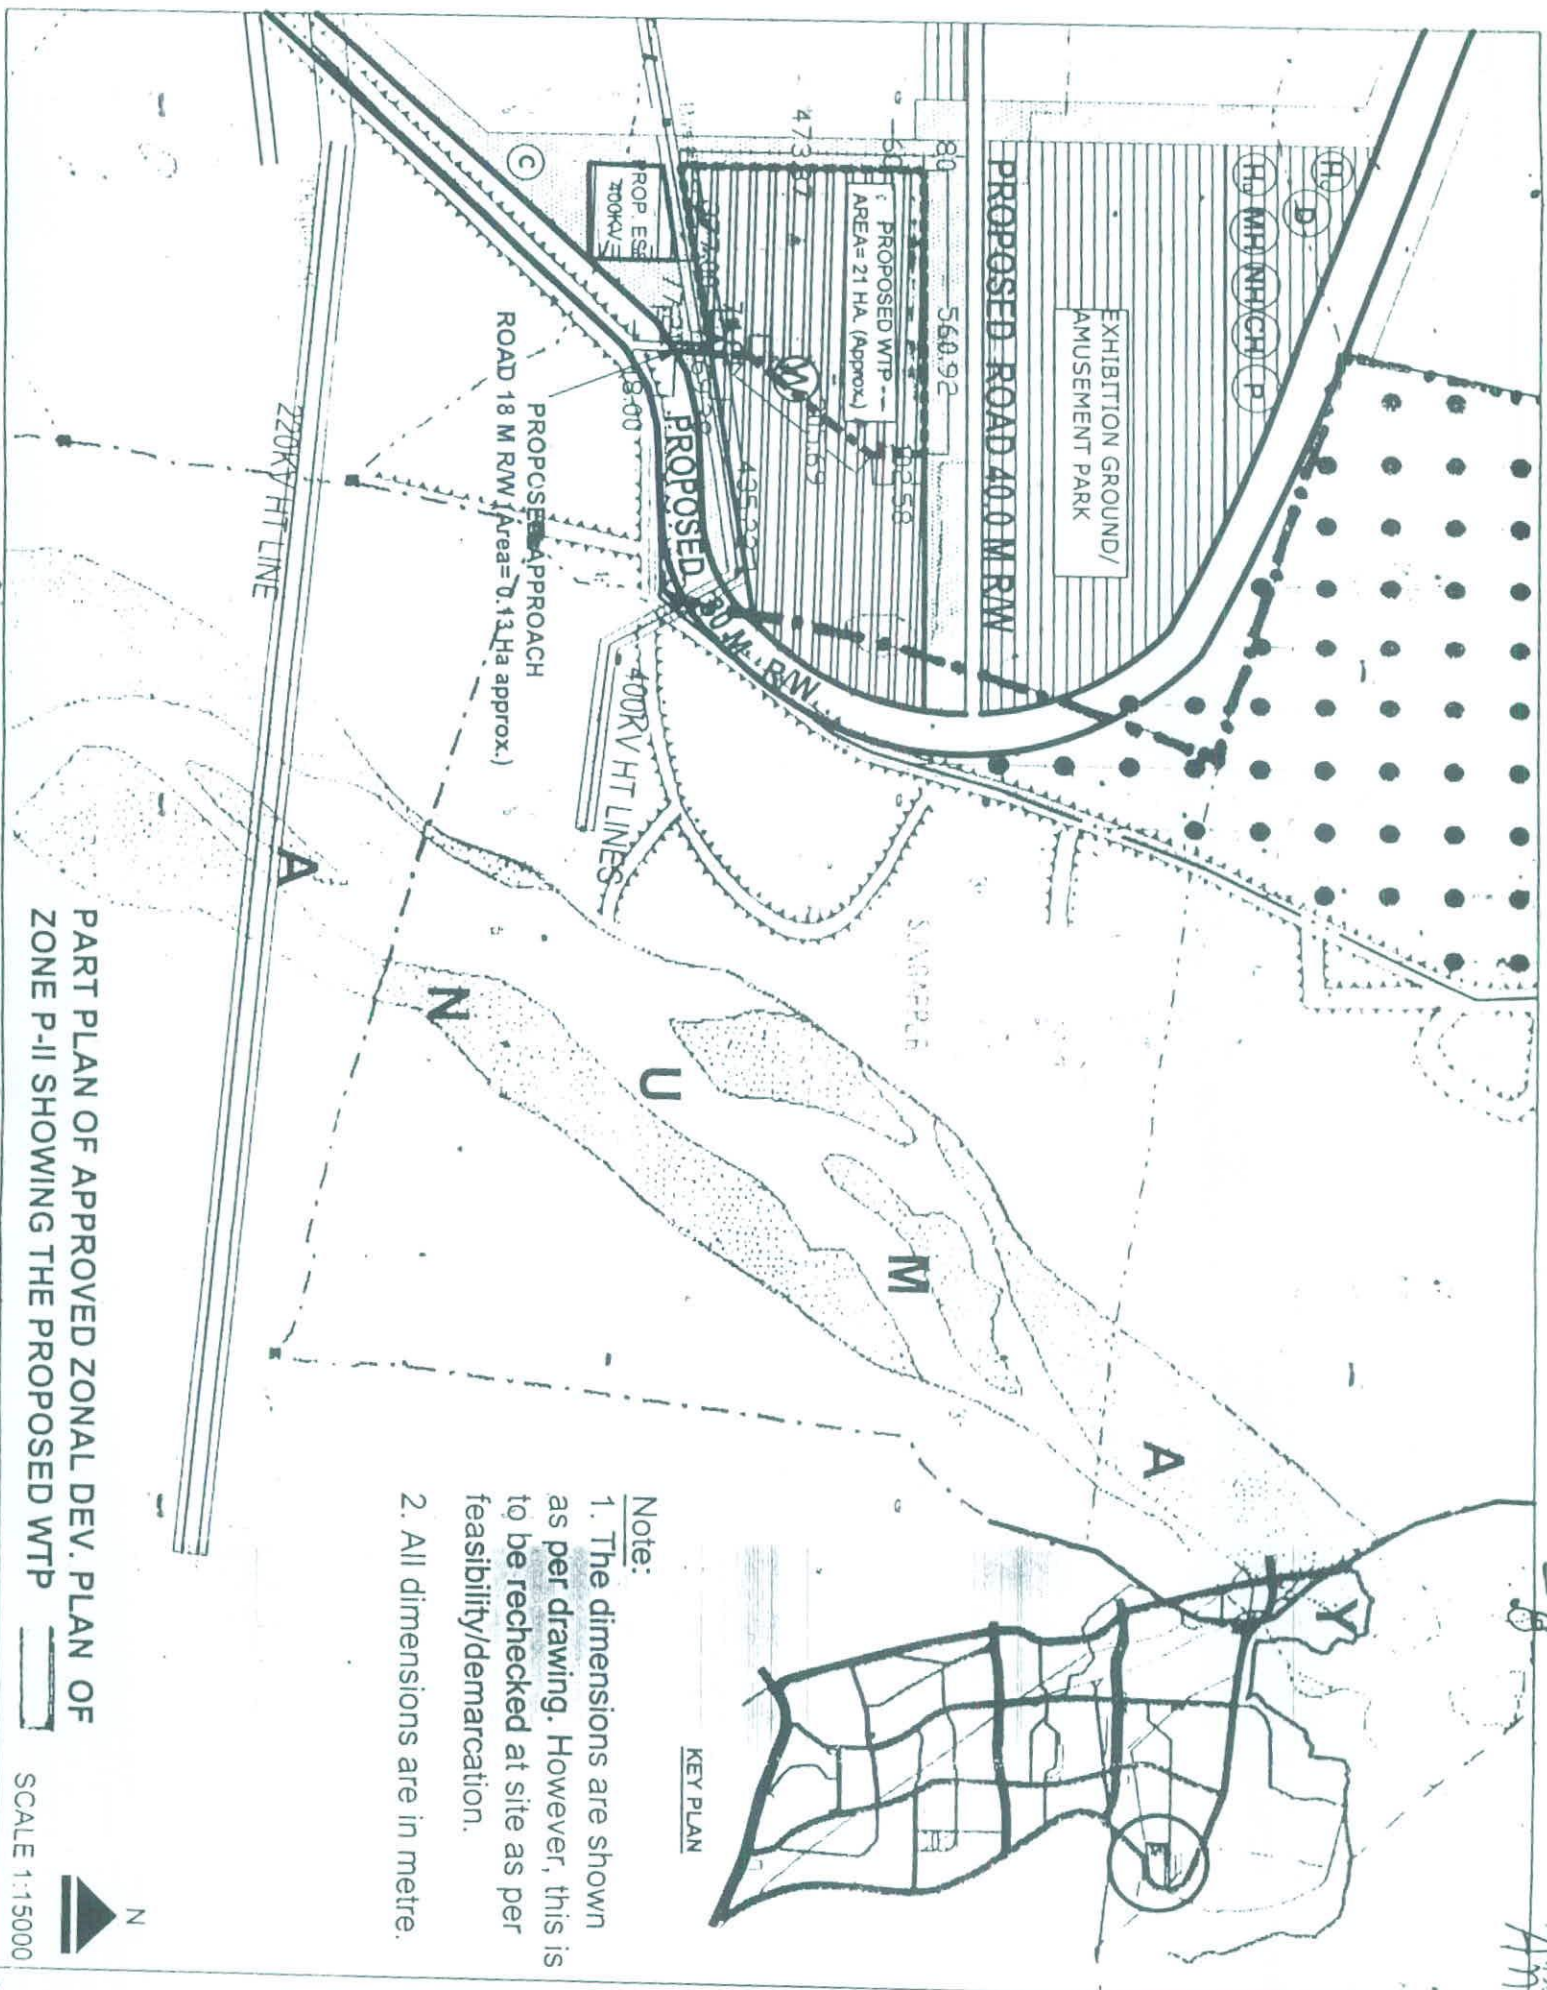 H
D
MH
NH
CH
P
EXHIBITION GROUND/
AMUSEMENT PARK
PROPOSED ROAD 40.0 M R/W
80
560.92
PROPOSED WTP
AREA= 21 HA. (Approx.)
W
435.22
PROP. ESS
400KV
C
PROPOSED
30 M R/W
18.00
PROPOSED APPROACH
ROAD 18 M R/W (Area= 0.13 Ha approx.)
400KV HT LINES
220KV HT LINE
Y
A
M
U
N
A
KEY PLAN
Note:
1. The dimensions are shown
as per drawing. However, this is
to be rechecked at site as per
feasibility/demarcation.
2. All dimensions are in metre.
PART PLAN OF APPROVED ZONAL DEV. PLAN OF
ZONE P-II SHOWING THE PROPOSED WTP
N
SCALE 1:15000